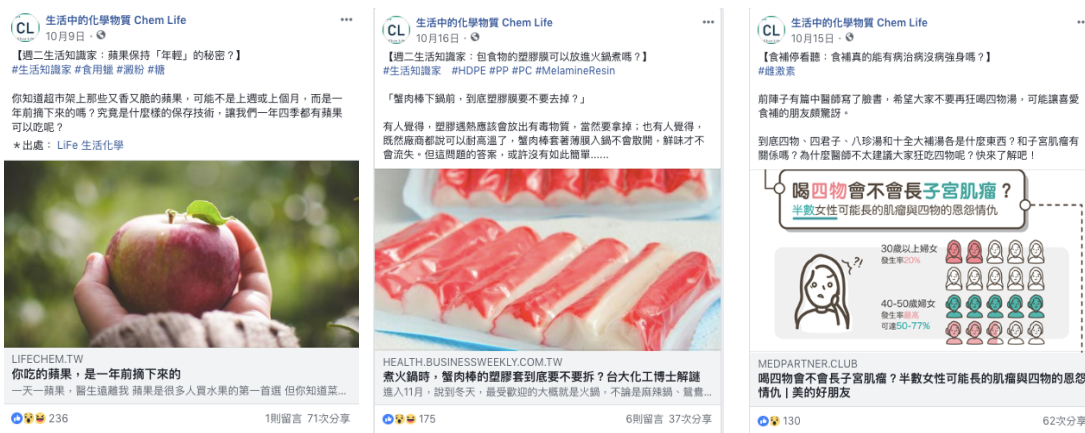 CL
生活中的化學物質 Chem Life
10月9日
【週二生活知識家：蘋果保持「年輕」的秘密？】
#生活知識家 #食用蠟 #澱粉 #糖
你知道超市架上那些又香又脆的蘋果，可能不是上週或上個月，而是一
年前摘下來的嗎？究竟是什麼樣的保存技術，讓我們一年四季都有蘋果
可以吃呢？
★出處： LiFe 生活化學
LIFECHEM.TW
你吃的蘋果，是一年前摘下來的
一天一蘋果，醫生遠離我 蘋果是很多人買水果的第一首選 但你知道菜...
236
1則留言 71次分享
CL
生活中的化學物質 Chem Life
10月16日
【週二生活知識家：包食物的塑膠膜可以放進火鍋煮嗎？】
#生活知識家 #HDPE #PP #PC #MelamineResin
「蟹肉棒下鍋前，到底塑膠膜要不要去掉？」
有人覺得，塑膠遇熱應該會放出有毒物質，當然要拿掉；也有人覺得，
既然廠商都說可以耐高溫了，蟹肉棒套著薄膜入鍋不會散開，鮮味才不
會流失。但這問題的答案，或許沒有如此簡單......
HEALTH.BUSINESSWEEKLY.COM.TW
煮火鍋時，蟹肉棒的塑膠套到底要不要拆？台大化工博士解謎
進入11月，說到冬天，最受歡迎的大概就是火鍋，不論是麻辣鍋、鴛鴦...
175
6則留言 37次分享
CL
生活中的化學物質 Chem Life
10月15日
【食補停看聽：食補真的能有病治病沒病強身嗎？】
#雌激素
前陣子有篇中醫師寫了臉書，希望大家不要再狂喝四物湯，可能讓喜愛
食補的朋友頗驚訝。
到底四物、四君子、八珍湯和十全大補湯各是什麼東西？和子宮肌瘤有
關係嗎？為什麼醫師不太建議大家狂吃四物呢？快來了解吧！
喝四物會不會長子宮肌瘤？
半數女性可能長的肌瘤與四物的恩怨情仇
?!
30歲以上婦女
發生率20%
40-50歲婦女
發生率最高
可達50-77%
MEDPARTNER.CLUB
喝四物會不會長子宮肌瘤？半數女性可能長的肌瘤與四物的恩怨
情仇 | 美的好朋友
130
62次分享